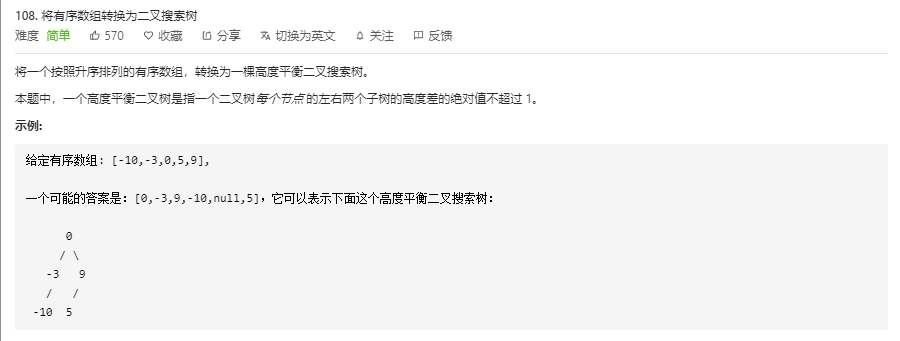 108. 将有序数组转换为二叉搜索树
难度 简单 570 收藏 分享 切换为英文 关注 反馈
将一个按照升序排列的有序数组，转换为一棵高度平衡二叉搜索树。
本题中，一个高度平衡二叉树是指一个二叉树每个节点的左右两个子树的高度差的绝对值不超过 1。
示例:
给定有序数组: [-10,-3,0,5,9],
一个可能的答案是: [0,-3,9,-10,null,5]，它可以表示下面这个高度平衡二叉搜索树:
0
/ \
-3 9
/ /
-10 5